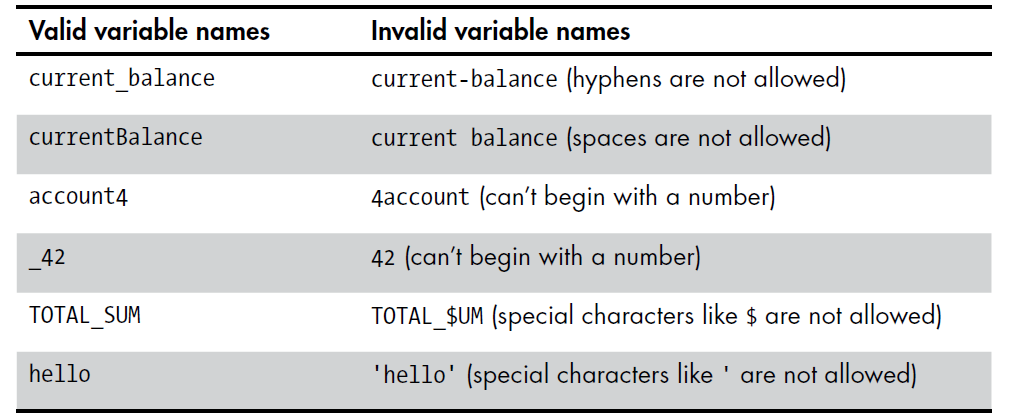 Valid variable names Invalid variable names
current_balance current-balance (hyphens are not allowed)
currentBalance current balance (spaces are not allowed)
account4 4account (can’t begin with a number)
_42 42 (can’t begin with a number)
TOTAL_SUM TOTAL_$UM (special characters like $ are not allowed)
hello 'hello' (special characters like ' are not allowed)